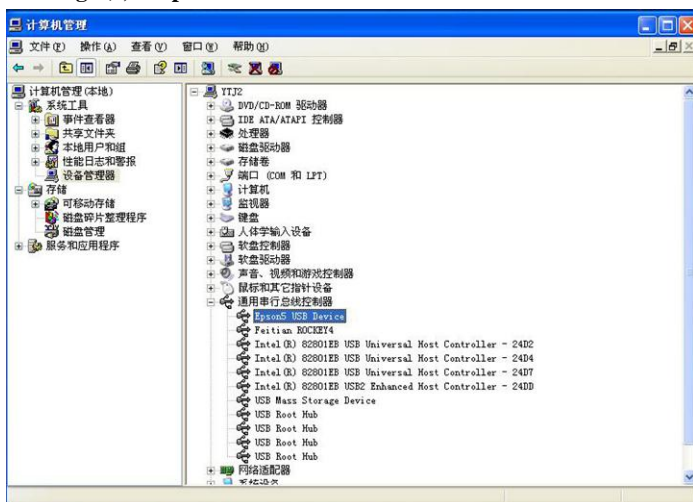 计算机管理
文件(F) 操作(A) 查看(V) 窗口(W) 帮助(H)
计算机管理(本地)
系统工具
事件查看器
共享文件夹
本地用户和组
性能日志和警报
设备管理器
存储
可移动存储
磁盘碎片整理程序
磁盘管理
服务和应用程序
YTJ2
DVD/CD-ROM 驱动器
IDE ATA/ATAPI 控制器
处理器
磁盘驱动器
存储卷
端口 (COM 和 LPT)
计算机
监视器
键盘
人体学输入设备
软盘控制器
软盘驱动器
声音、视频和游戏控制器
鼠标和其它指针设备
通用串行总线控制器
Epson5 USB Device
Feitian ROCKEY4
Intel(R) 82801EB USB Universal Host Controller - 24D2
Intel(R) 82801EB USB Universal Host Controller - 24D4
Intel(R) 82801EB USB Universal Host Controller - 24D7
Intel(R) 82801EB USB2 Enhanced Host Controller - 24DD
USB Mass Storage Device
USB Root Hub
USB Root Hub
USB Root Hub
USB Root Hub
网络适配器
系统设备